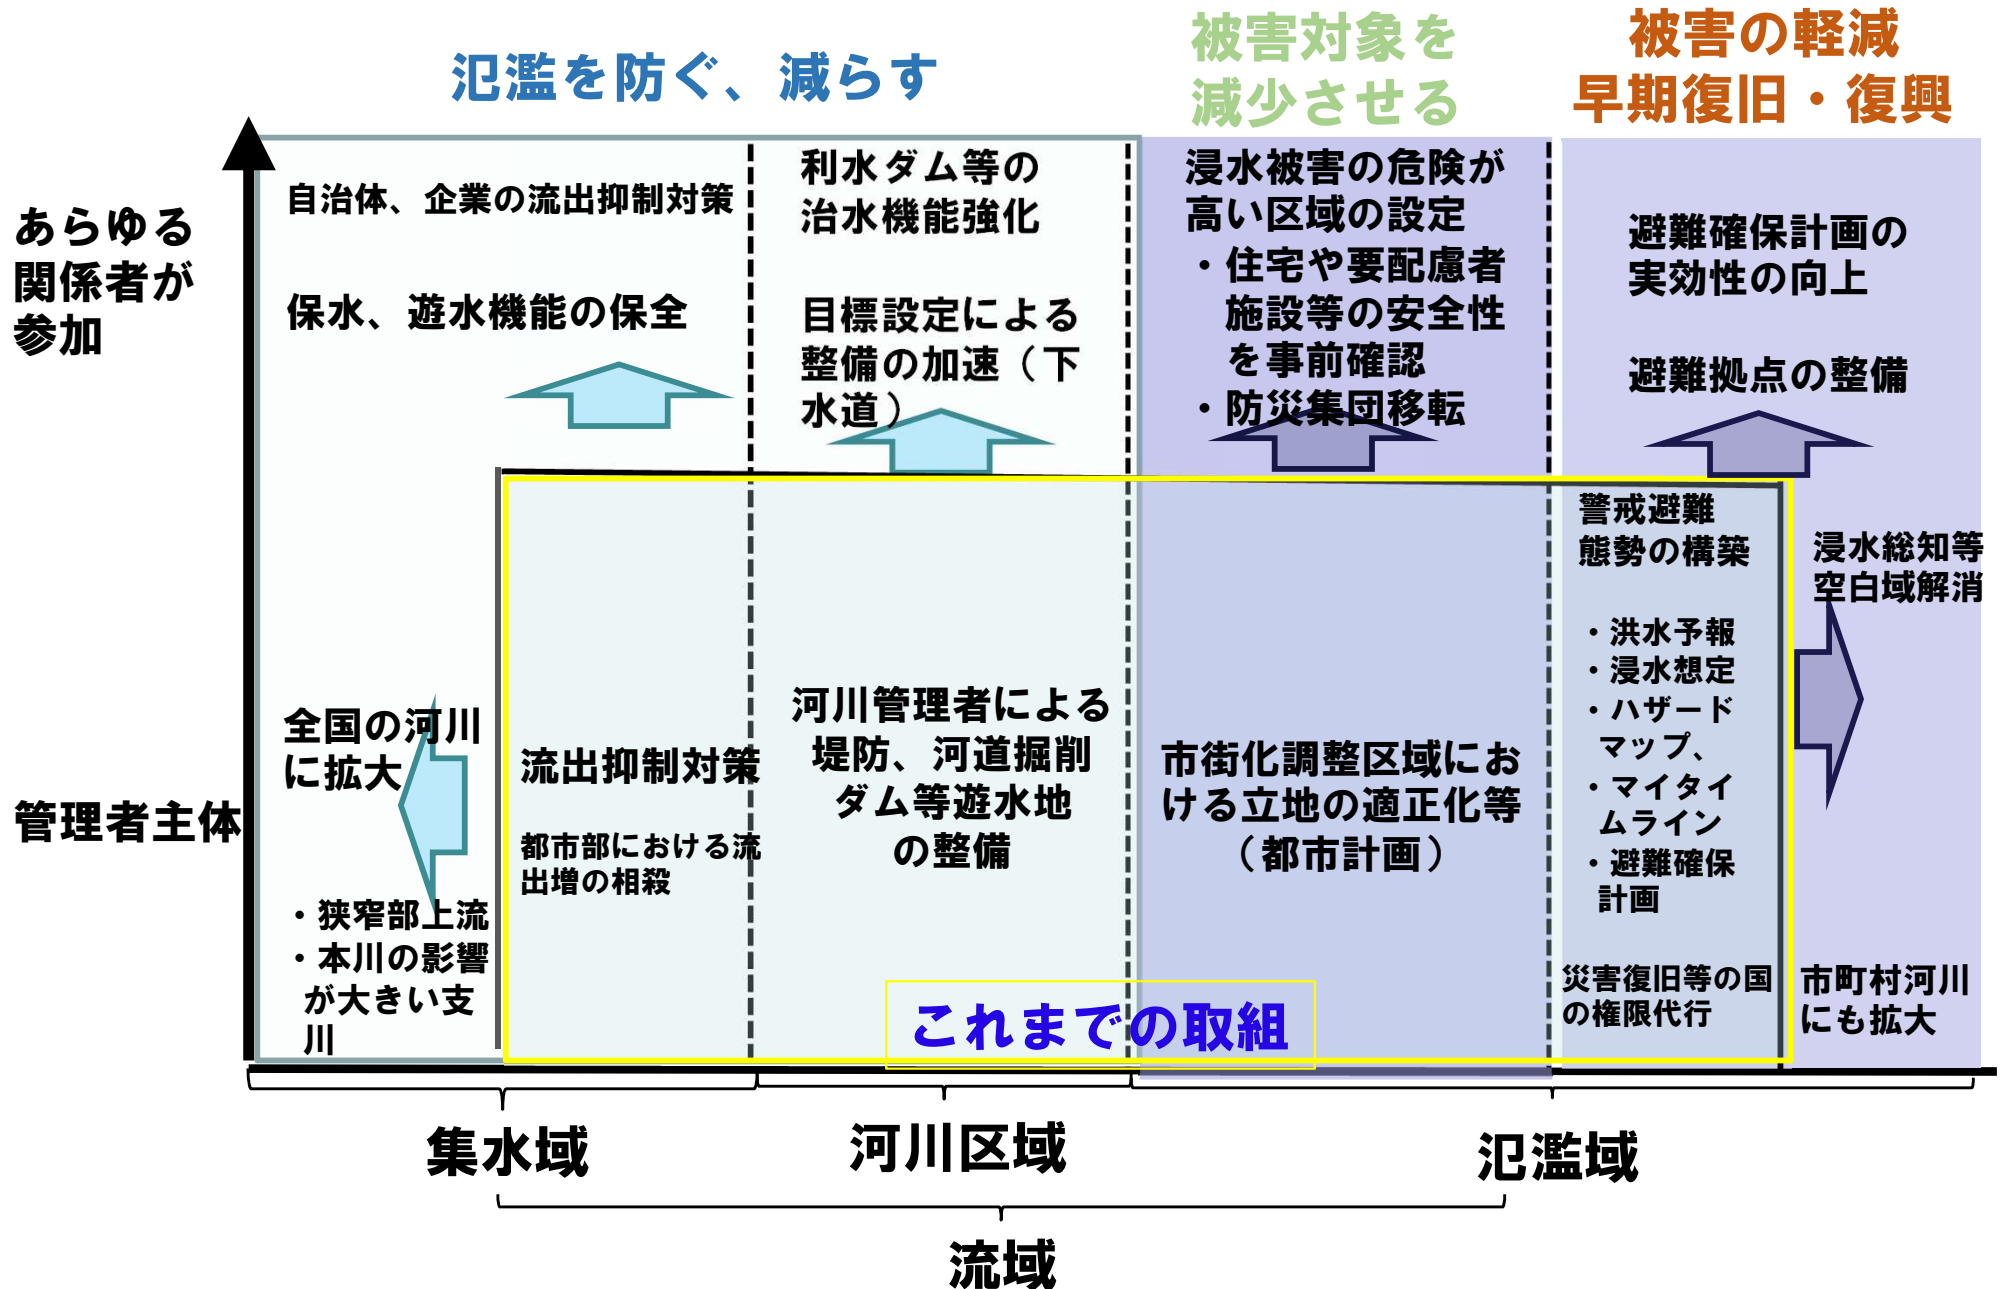 氾濫を防ぐ、減らす
被害対象を
減少させる
被害の軽減
早期復旧・復興
あらゆる
関係者が
参加
管理者主体
自治体、企業の流出抑制対策
保水、遊水機能の保全
利水ダム等の
治水機能強化
目標設定による
整備の加速（下
水道）
浸水被害の危険が
高い区域の設定
・住宅や要配慮者
施設等の安全性
を事前確認
・防災集団移転
避難確保計画の
実効性の向上
避難拠点の整備
全国の河川
に拡大
・狭窄部上流
・本川の影響
が大きい支
川
流出抑制対策
都市部における流
出増の相殺
河川管理者による
堤防、河道掘削
ダム等遊水地
の整備
市街化調整区域にお
ける立地の適正化等
（都市計画）
警戒避難
態勢の構築
・洪水予報
・浸水想定
・ハザード
マップ、
・マイタイ
ムライン
・避難確保
計画
災害復旧等の国
の権限代行
浸水総知等
空白域解消
市町村河川
にも拡大
これまでの取組
集水域
河川区域
氾濫域
流域